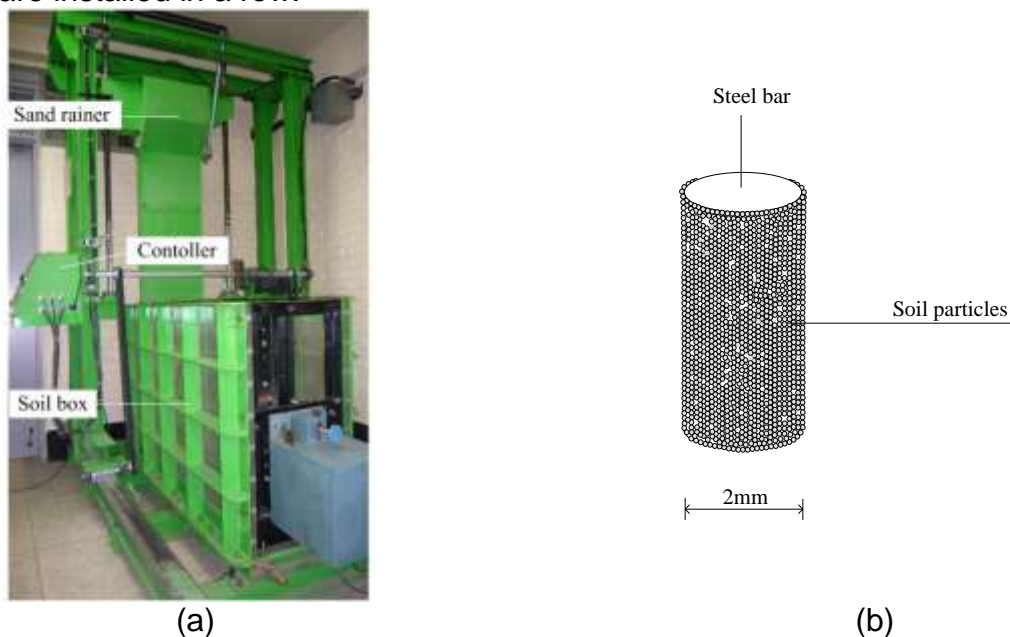 are installed in a row.
Sand rainer
Contoller
Soil box
Steel bar
Soil particles
2mm
(a)
(b)